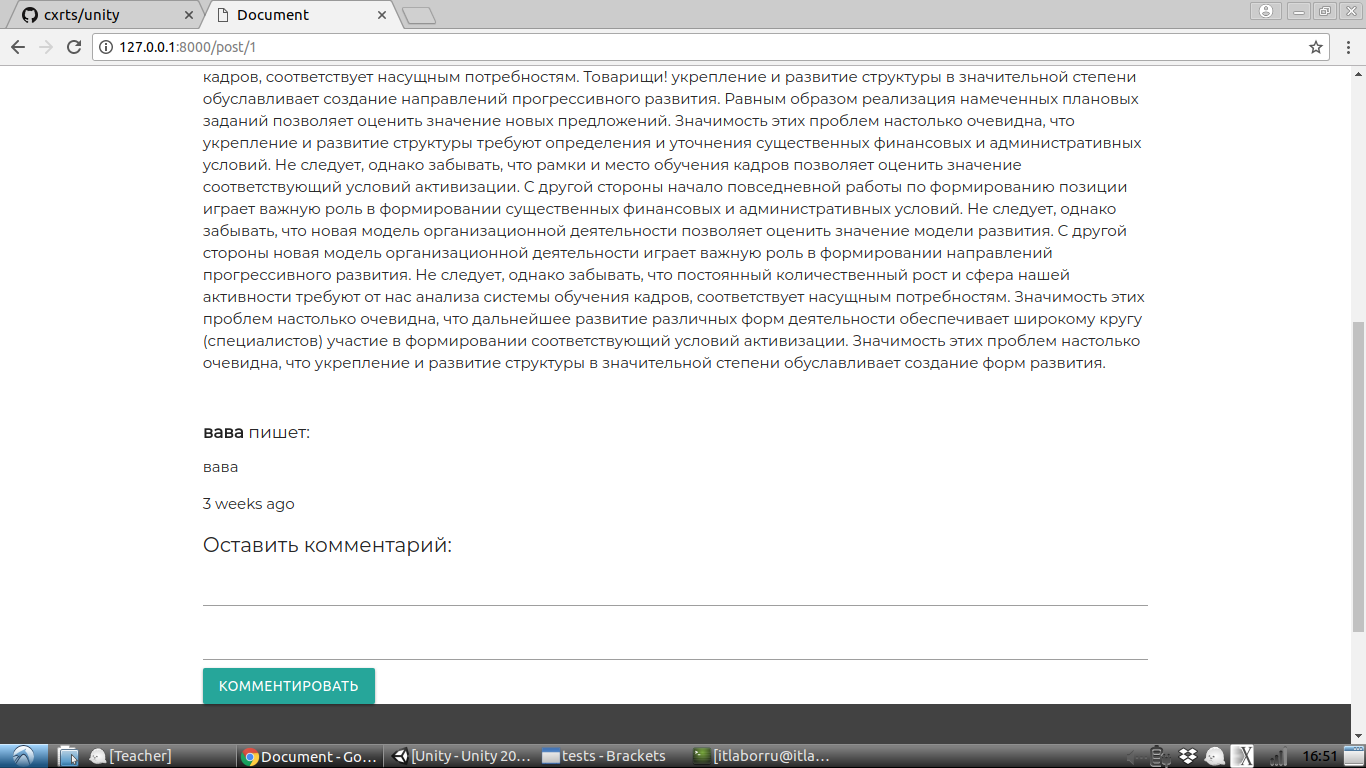 cxrts/unity
Document
127.0.0.1:8000/post/1
кадров, соответствует насущным потребностям. Товарищи! укрепление и развитие структуры в значительной степени
обуславливает создание направлений прогрессивного развития. Равным образом реализация намеченных плановых
заданий позволяет оценить значение новых предложений. Значимость этих проблем настолько очевидна, что
укрепление и развитие структуры требуют определения и уточнения существенных финансовых и административных
условий. Не следует, однако забывать, что рамки и место обучения кадров позволяет оценить значение
соответствующий условий активизации. С другой стороны начало повседневной работы по формированию позиции
играет важную роль в формировании существенных финансовых и административных условий. Не следует, однако
забывать, что новая модель организационной деятельности позволяет оценить значение модели развития. С другой
стороны новая модель организационной деятельности играет важную роль в формировании направлений
прогрессивного развития. Не следует, однако забывать, что постоянный количественный рост и сфера нашей
активности требуют от нас анализа системы обучения кадров, соответствует насущным потребностям. Значимость этих
проблем настолько очевидна, что дальнейшее развитие различных форм деятельности обеспечивает широкому кругу
(специалистов) участие в формировании соответствующий условий активизации. Значимость этих проблем настолько
очевидна, что укрепление и развитие структуры в значительной степени обуславливает создание форм развития.
вава пишет:
вава
3 weeks ago
Оставить комментарий:
КОММЕНТИРОВАТЬ
[Teacher]
Document - Go...
[Unity - Unity 20...
tests - Brackets
[itlaborru@itla...
16:51